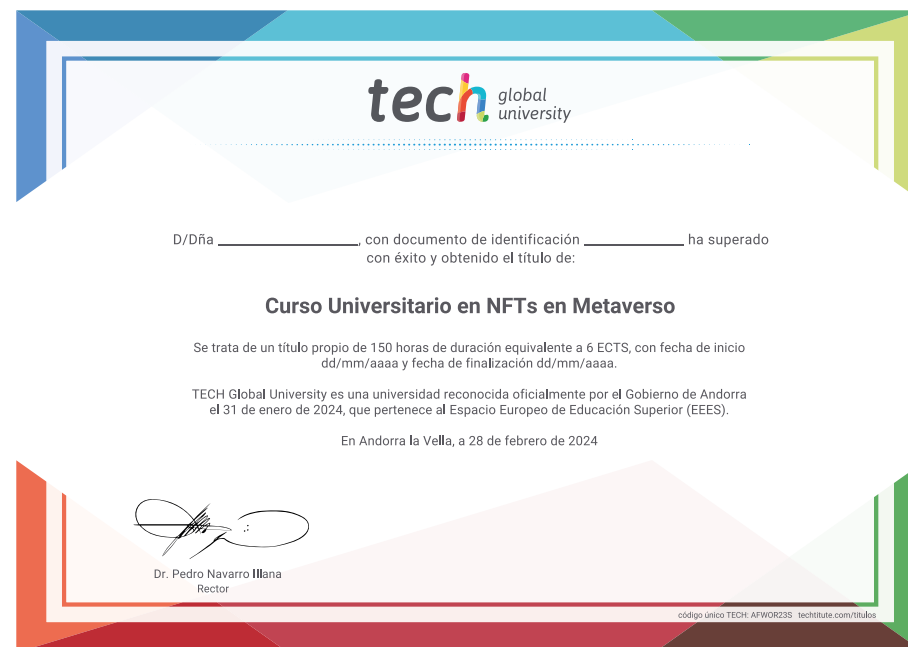 tech global
university
D/Dña ____________________, con documento de identificación ______________ ha superado
con éxito y obtenido el título de:
Curso Universitario en NFTs en Metaverso
Se trata de un título propio de 150 horas de duración equivalente a 6 ECTS, con fecha de inicio
dd/mm/aaaa y fecha de finalización dd/mm/aaaa.
TECH Global University es una universidad reconocida oficialmente por el Gobierno de Andorra
el 31 de enero de 2024, que pertenece al Espacio Europeo de Educación Superior (EEES).
En Andorra la Vella, a 28 de febrero de 2024
Dr. Pedro Navarro Illana
Rector
código único TECH: AFWOR23S techtitute.com/titulos